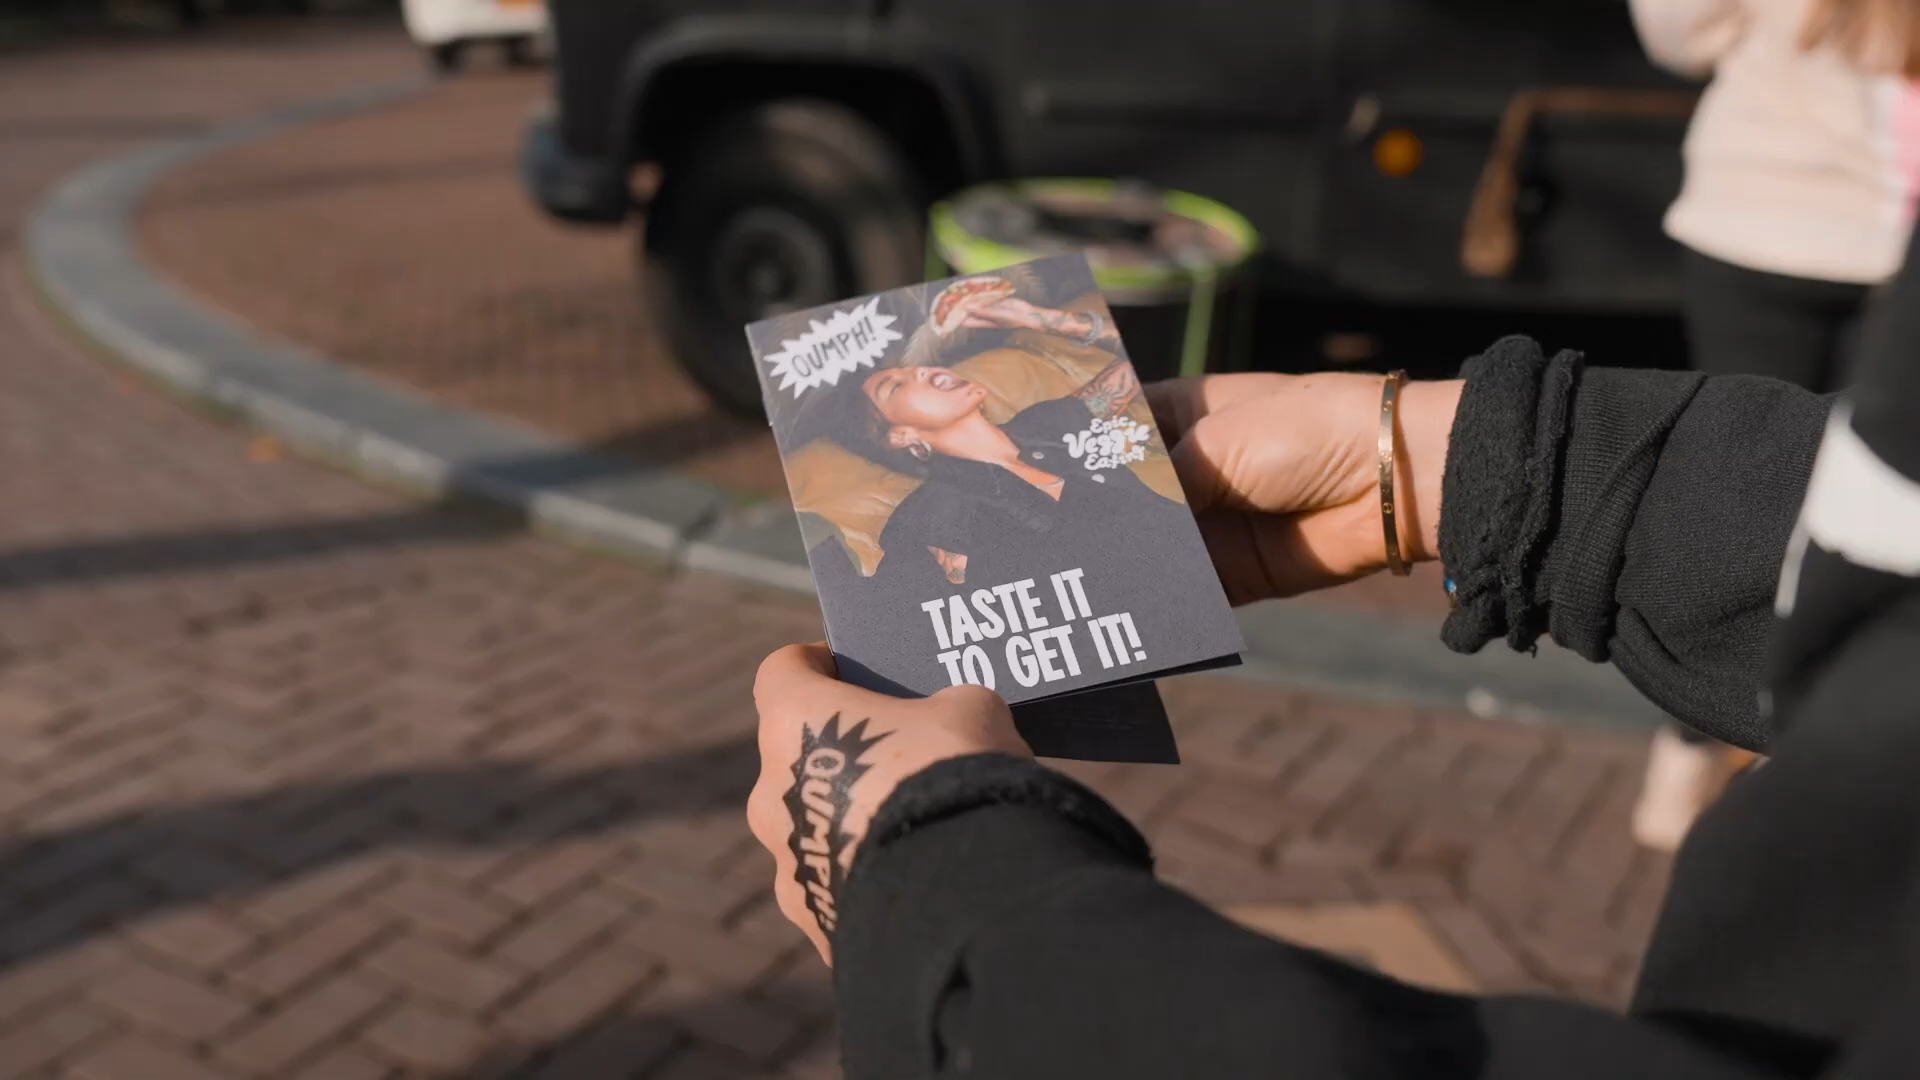 OUMPH!
Epic
Veggie
Eating
TASTE IT
TO GET IT!
OUMPH!